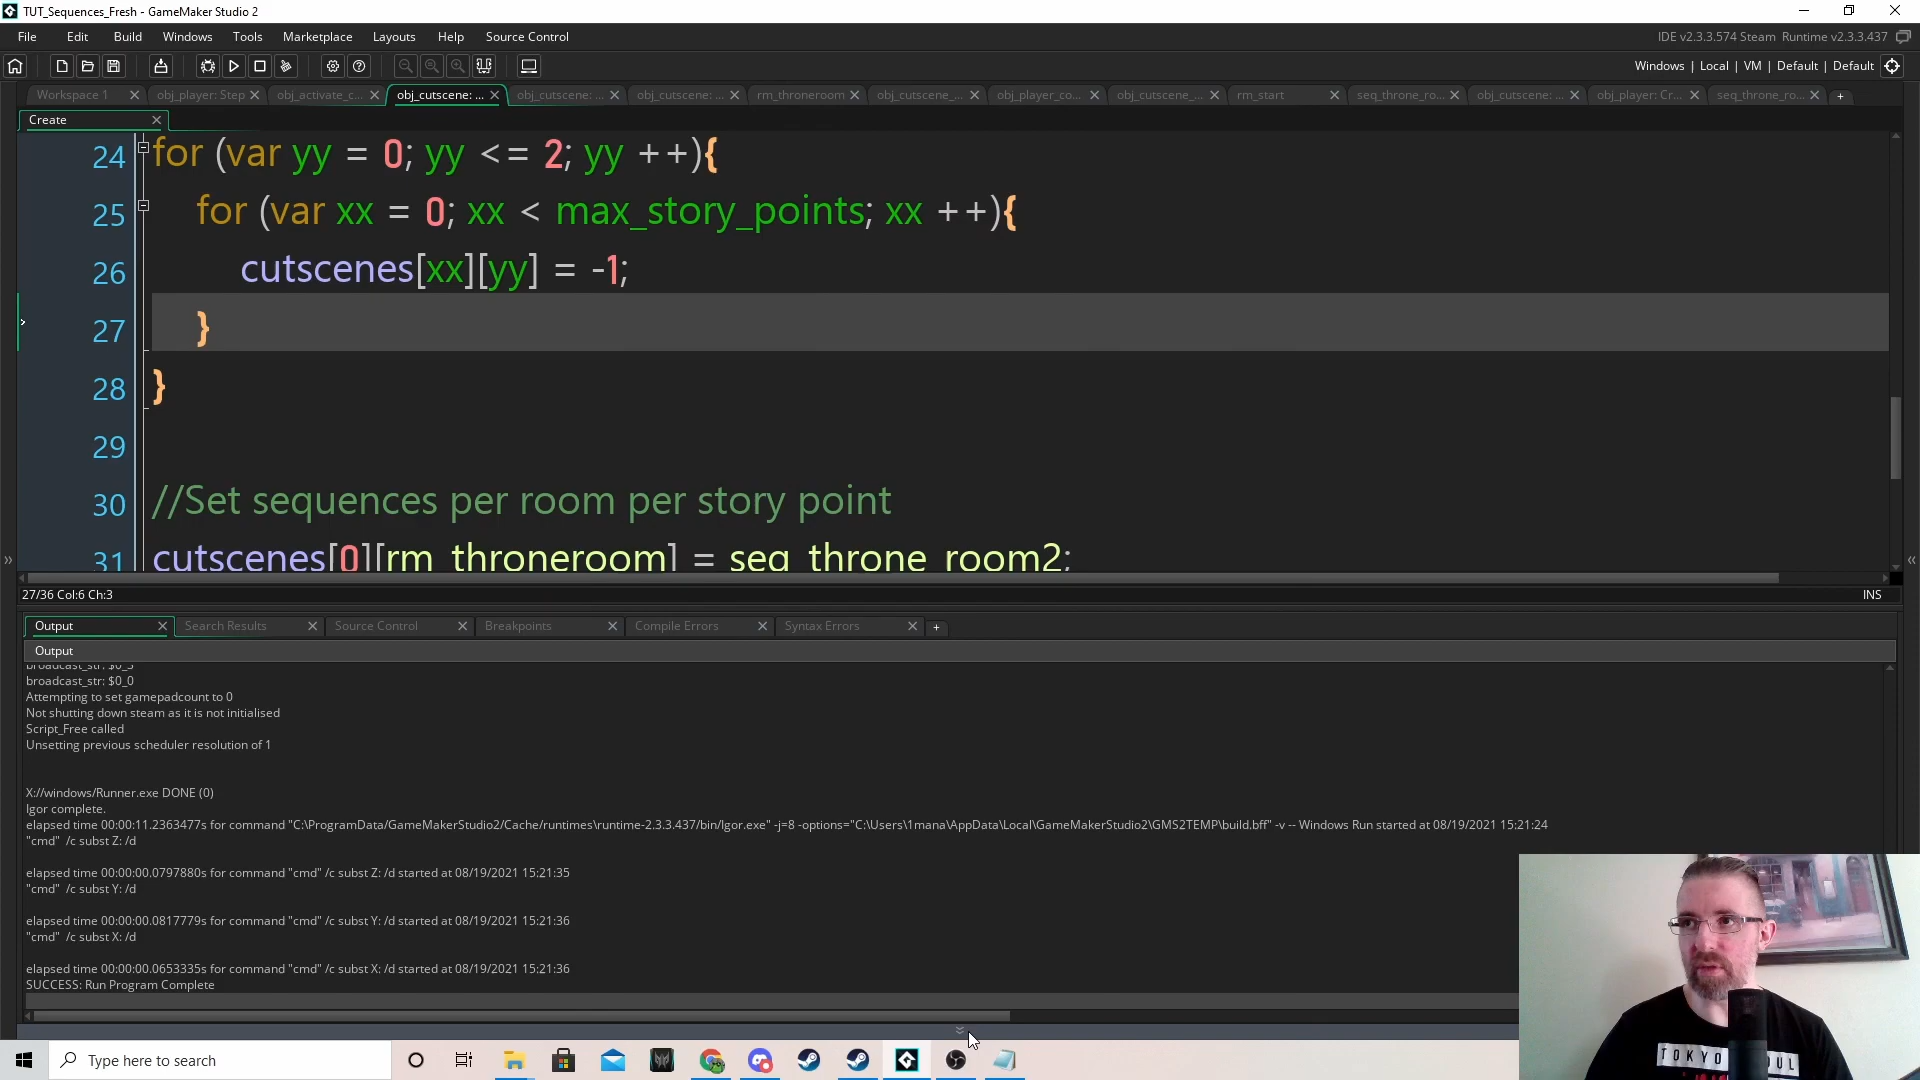 TUT_Sequences_Fresh - GameMaker Studio 2
File Edit Build Windows Tools Marketplace Layouts Help Source Control
IDE v2.3.3.574 Steam Runtime v2.3.3.437
Windows | Local | VM | Default | Default
Workspace 1 obj_player: Step obj_activate_c... obj_cutscene: ... obj_cutscene: ... obj_cutscene: ... rm_throneroom obj_cutscene_... obj_player_co... obj_cutscene_... rm_start seq_throne_ro... obj_cutscene: ... obj_player: Cr... seq_throne_ro...
Create
24 for (var yy = 0; yy <= 2; yy ++){
25 for (var xx = 0; xx < max_story_points; xx ++){
26 cutscenes[xx][yy] = -1;
27 }
28 }
29
30 //Set sequences per room per story point
31 cutscenes[0][rm_throneroom] = seq_throne_room2;
27/36 Col:6 Ch:3 INS
Output Search Results Source Control Breakpoints Compile Errors Syntax Errors
Output
broadcast_str: $0_0
Attempting to set gamepadcount to 0
Not shutting down steam as it is not initialised
Script_Free called
Unsetting previous scheduler resolution of 1
X://windows/Runner.exe DONE (0)
Igor complete.
elapsed time 00:00:11.2363477s for command "C:\ProgramData/GameMakerStudio2/Cache/runtimes\runtime-2.3.3.437/bin/Igor.exe" -j=8 -options="C:\Users\1mana\AppData\Local\GameMakerStudio2\GMS2TEMP\build.bff" -v -- Windows Run started at 08/19/2021 15:21:24
"cmd" /c subst Z: /d
elapsed time 00:00:00.0797880s for command "cmd" /c subst Z: /d started at 08/19/2021 15:21:35
"cmd" /c subst Y: /d
elapsed time 00:00:00.0817779s for command "cmd" /c subst Y: /d started at 08/19/2021 15:21:36
"cmd" /c subst X: /d
elapsed time 00:00:00.0653335s for command "cmd" /c subst X: /d started at 08/19/2021 15:21:36
SUCCESS: Run Program Complete
Type here to search
TOKYO